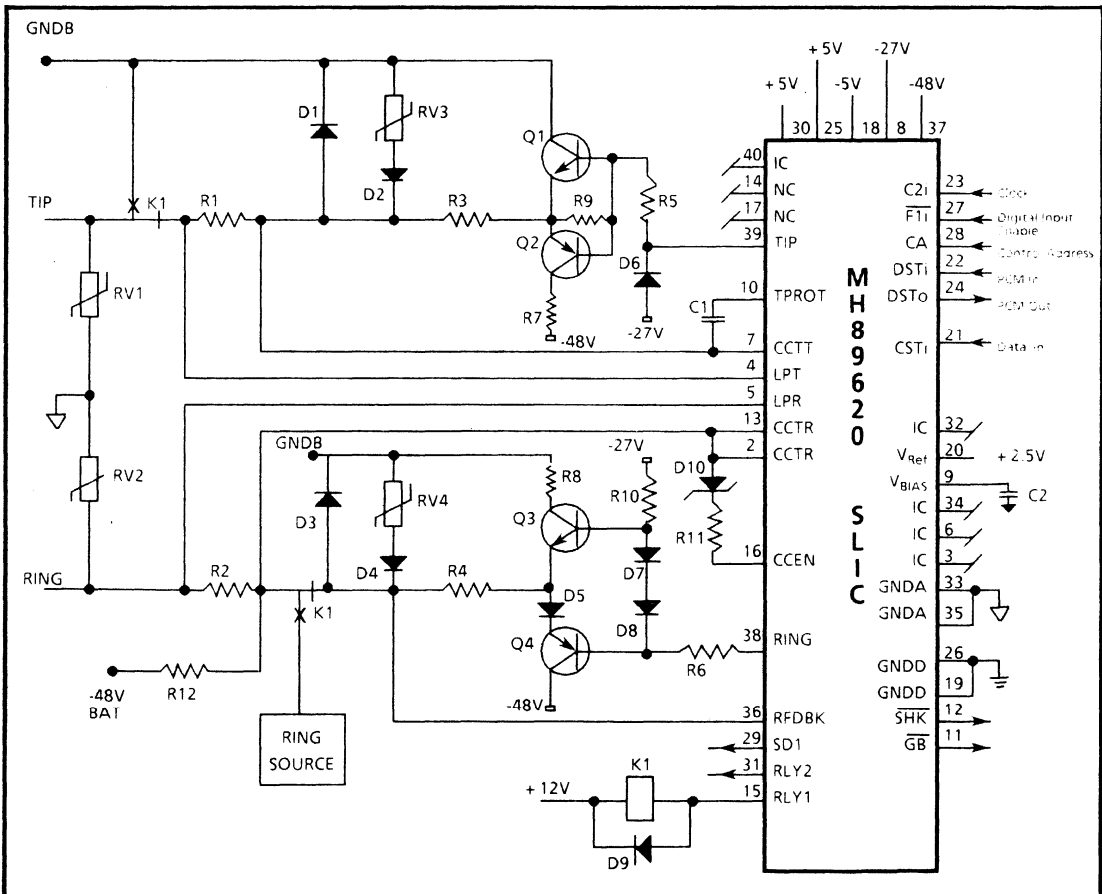 GNDB
+5V
-27V
+5V
-5V
-48V
30 25 18 8 37
D1
RV3
Q1
40 IC
14 NC
C2i 23 Clock
TIP
K1
R1
D2
R3
R9
R5
17 NC
F1i 27 Digital Input Enable
39 TIP
CA 28 Control Address
Q2
D6
DSTi 22 PCM In
RV1
10 TPROT
DSTo 24 PCM Out
C1
R7
-48V
-27V
7 CCTT
CSTi 21 Data In
4 LPT
5 LPR
MH89620 SLIC
13 CCTR
IC 32
GNDB
-27V
2 CCTR
VRef 20 +2.5V
RV2
D10
VBIAS 9
C2
R8
R10
D3
RV4
Q3
R11
IC 34
IC 6
16 CCEN
IC 3
RING
R2
D4
R4
D7
GNDA 33
K1
D5
D8
GNDA 35
Q4
38 RING
R6
GNDD 26
-48V BAT
R12
GNDD 19
-48V
36 RFDBK
SHK 12
RING SOURCE
29 SD1
GB 11
K1
31 RLY2
+12V
15 RLY1
D9